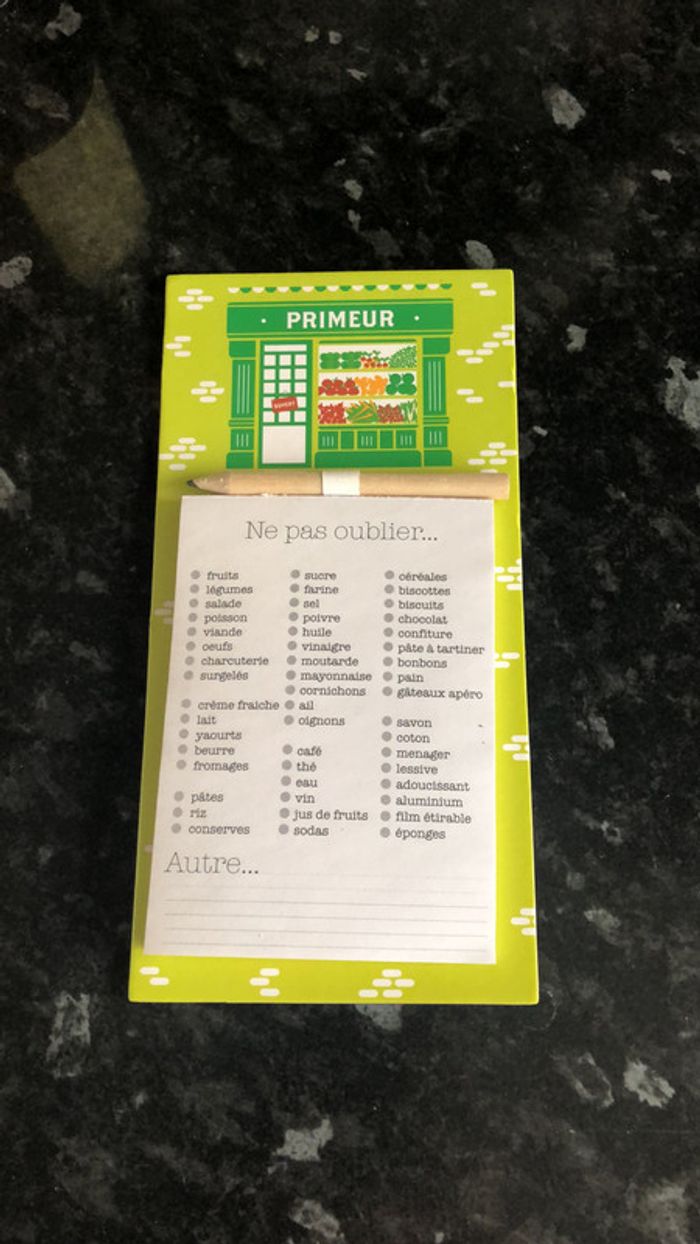 PRIMEUR
OUVERT
Ne pas oublier...
fruits
légumes
salade
poisson
viande
oeufs
charcuterie
surgelés
crème fraiche
lait
yaourts
beurre
fromages
pâtes
riz
conserves
sucre
farine
sel
poivre
huile
vinaigre
moutarde
mayonnaise
cornichons
ail
oignons
café
thé
eau
vin
jus de fruits
sodas
céréales
biscottes
biscuits
chocolat
confiture
pâte à tartiner
bonbons
pain
gâteaux apéro
savon
coton
menager
lessive
adoucissant
aluminium
film étirable
éponges
Autre...